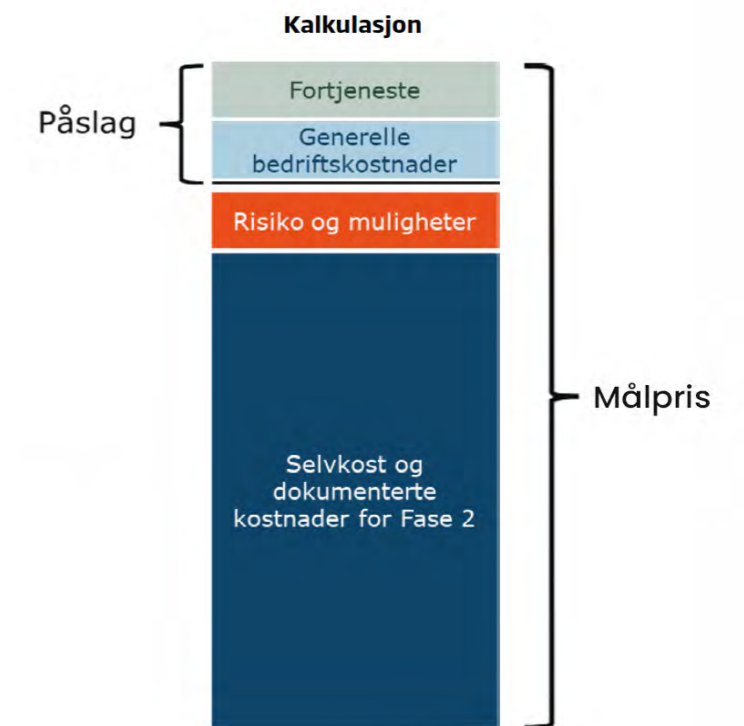 Kalkulasjon
Påslag
Fortjeneste
Generelle
bedriftskostnader
Risiko og muligheter
Selvkost og
dokumenterte
kostnader for Fase 2
Målpris